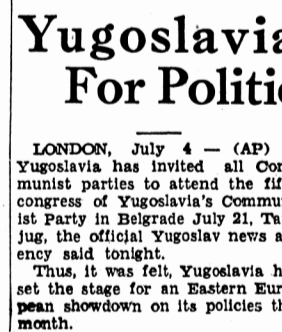 Yugoslavia
For Politi
LONDON, July 4 — (AP)
Yugoslavia has invited all Com
munist parties to attend the fif
congress of Yugoslavia's Commu
ist Party in Belgrade July 21, Ta
jug, the official Yugoslav news a
ency said tonight.
Thus, it was felt, Yugoslavia h
set the stage for an Eastern Eur
pean showdown on its policies th
month.